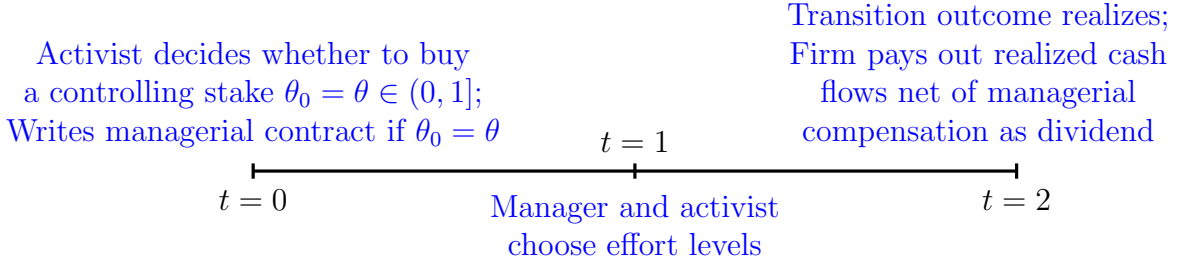 Activist decides whether to buy
a controlling stake θ₀ = θ ∈ (0, 1];
Writes managerial contract if θ₀ = θ
t = 0
t = 1
Manager and activist
choose effort levels
Transition outcome realizes;
Firm pays out realized cash
flows net of managerial
compensation as dividend
t = 2